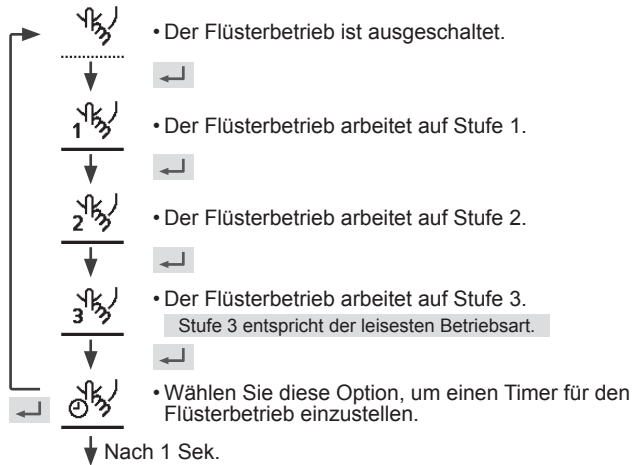 • Der Flüsterbetrieb ist ausgeschaltet.
1
• Der Flüsterbetrieb arbeitet auf Stufe 1.
2
• Der Flüsterbetrieb arbeitet auf Stufe 2.
3
• Der Flüsterbetrieb arbeitet auf Stufe 3.
Stufe 3 entspricht der leisesten Betriebsart.
• Wählen Sie diese Option, um einen Timer für den
Flüsterbetrieb einzustellen.
Nach 1 Sek.